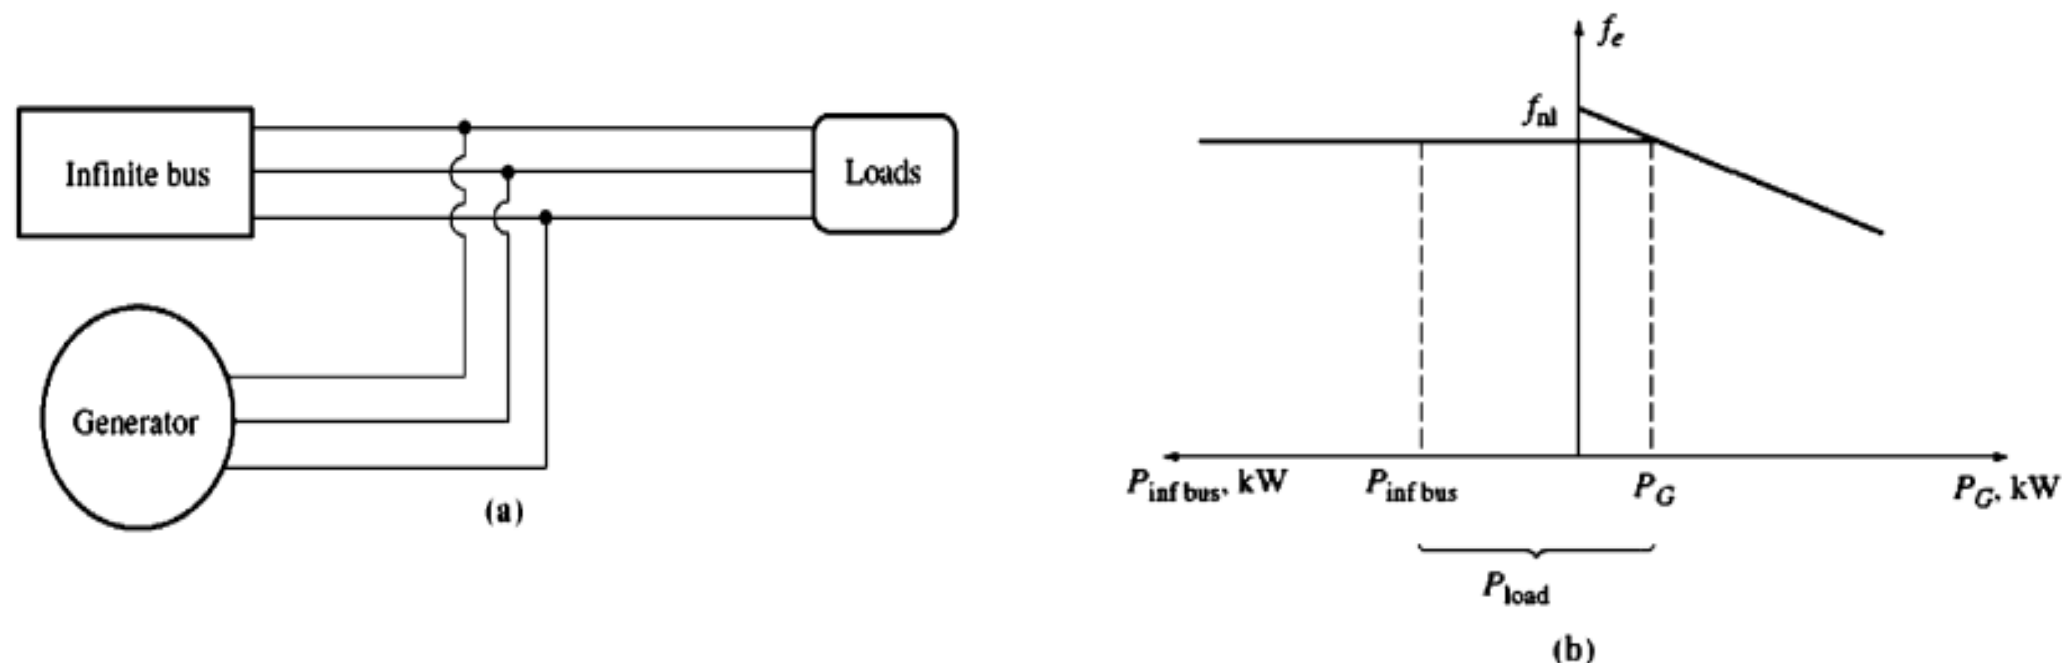 Infinite bus
Loads
Generator
(a)
f_e
f_nl
P_inf bus, kW
P_inf bus
P_G
P_G, kW
P_load
(b)